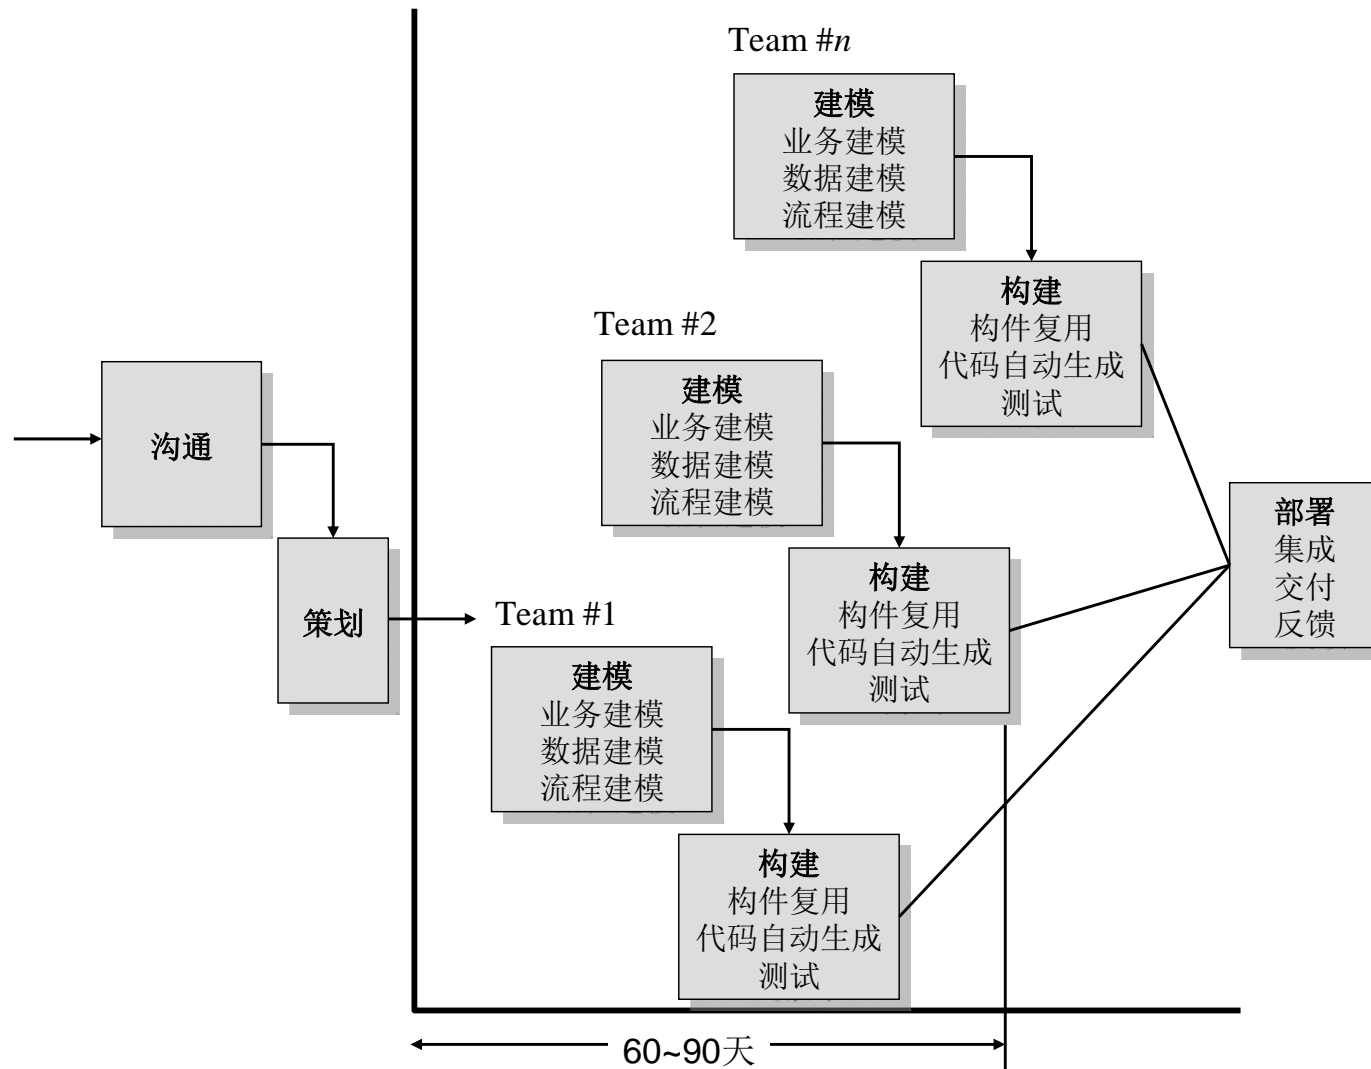 沟通
策划
Team #1
建模
业务建模
数据建模
流程建模
构建
构件复用
代码自动生成
测试
Team #2
建模
业务建模
数据建模
流程建模
构建
构件复用
代码自动生成
测试
Team #n
建模
业务建模
数据建模
流程建模
构建
构件复用
代码自动生成
测试
部署
集成
交付
反馈
60~90天